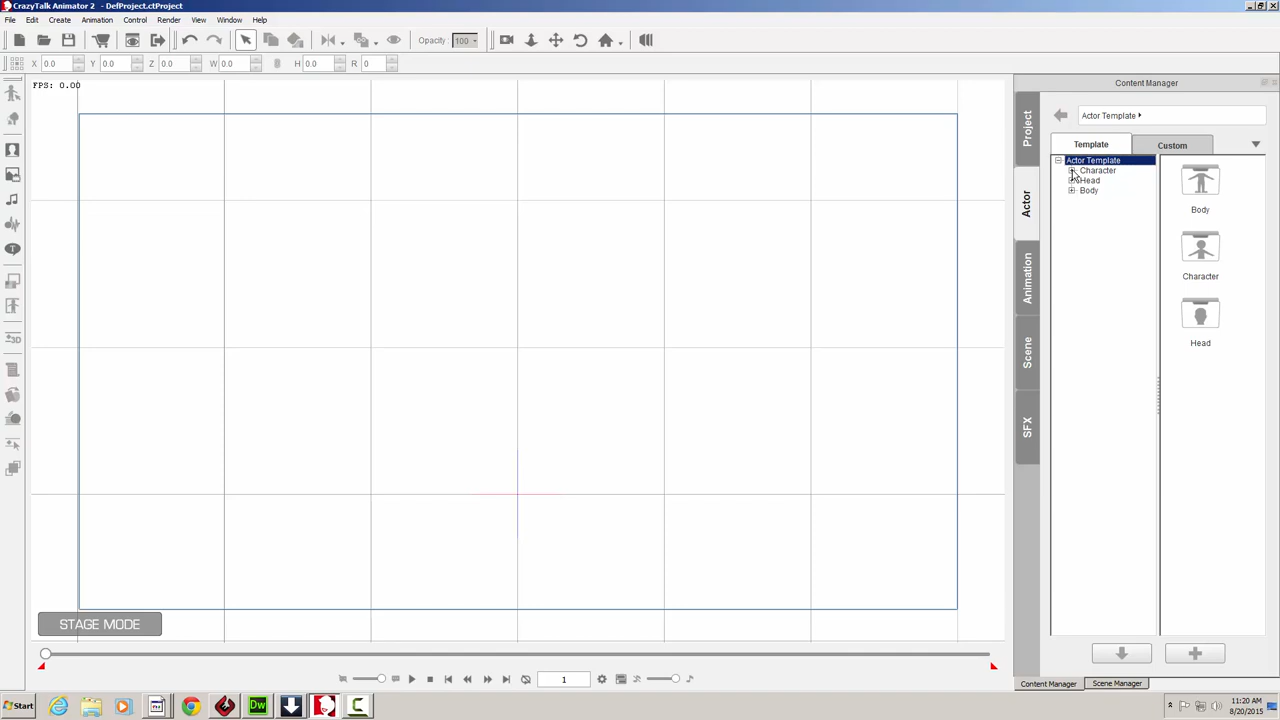 CrazyTalk Animator 2 - DefProject.ctProject
File Edit Create Animation Control Render View Window Help
Opacity : 100
X 0.0 Y 0.0 Z 0.0 W 0.0 H 0.0 R 0
FPS: 0.00
Content Manager
Project
Actor
Animation
Scene
SFX
Actor Template
Template Custom
Actor Template
Character
Head
Body
Body
Character
Head
STAGE MODE
1
Content Manager Scene Manager
Start
Dw
11:20 AM
8/20/2015